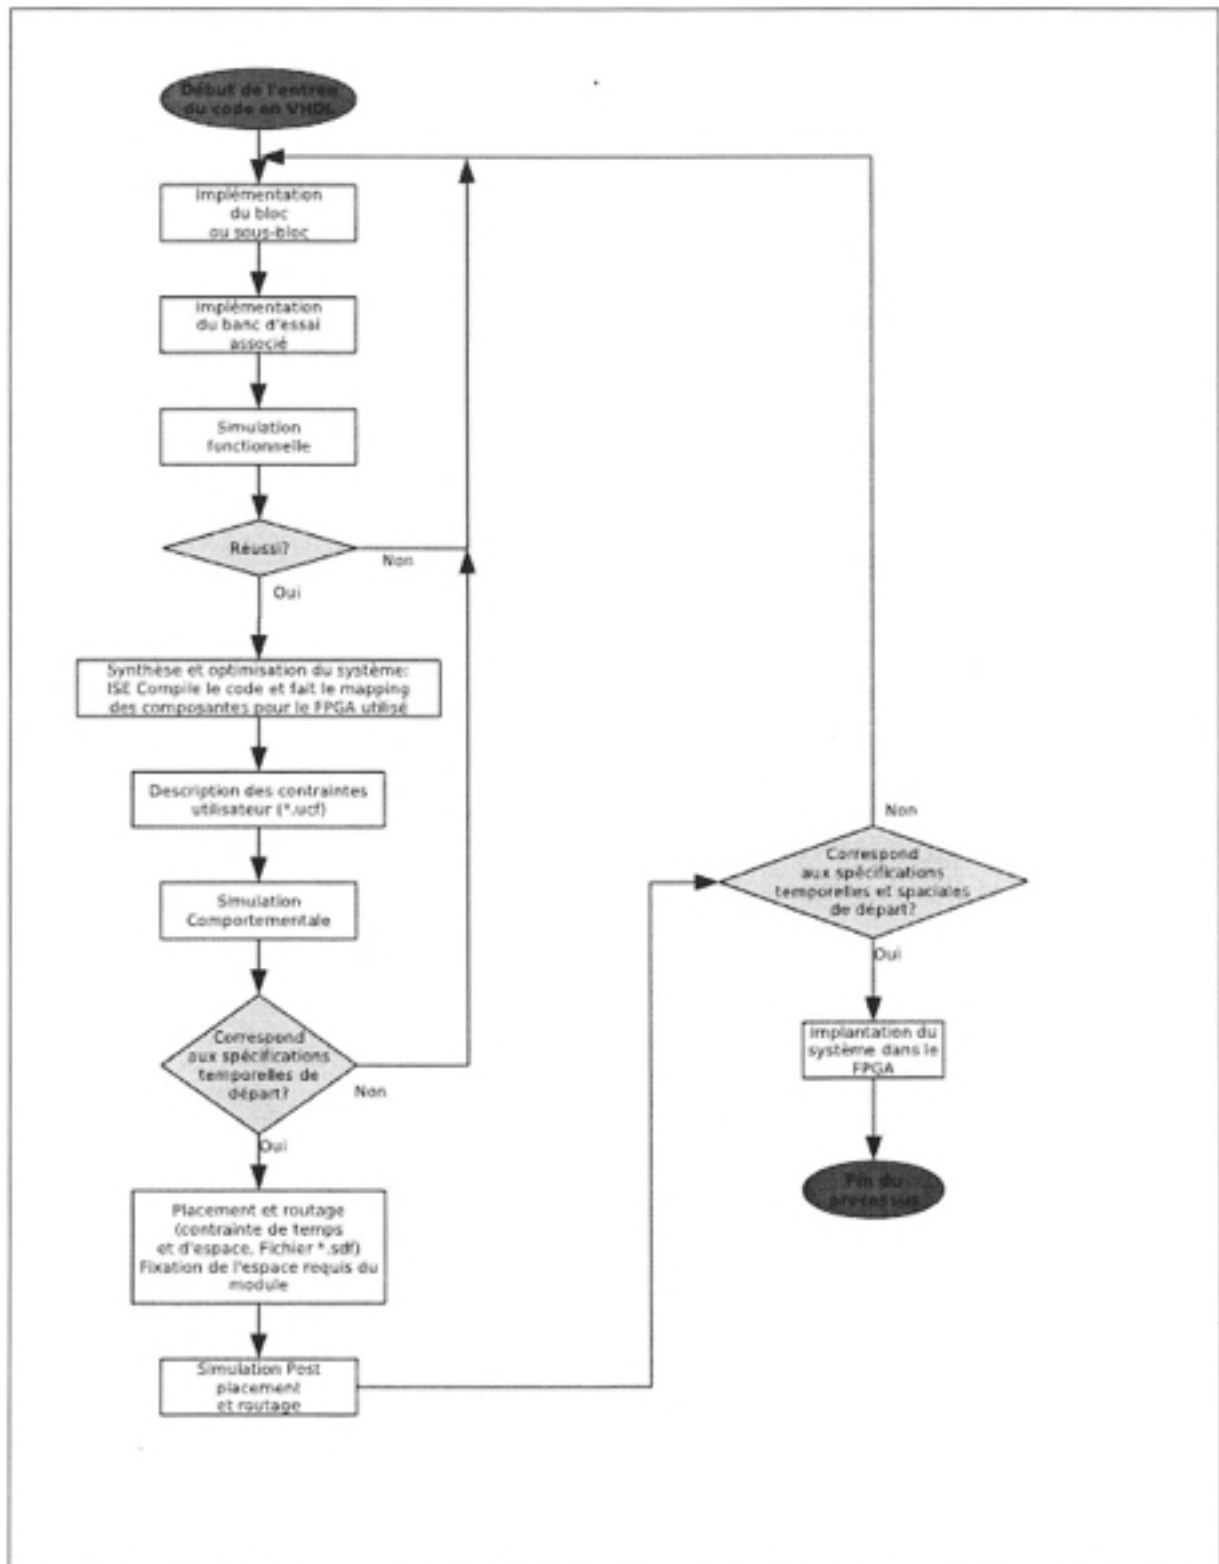 Début de l'entrée
du code en VHDL
Implémentation
du bloc
ou sous-bloc
Implémentation
du banc d'essai
associé
Simulation
functionnelle
Réussi?
Non
Oui
Synthèse et optimisation du système:
ISE Compile le code et fait le mapping
des composantes pour le FPGA utilisé
Description des contraintes
utilisateur (*.ucf)
Simulation
Comportementale
Correspond
aux spécifications
temporelles de
départ?
Non
Oui
Placement et routage
(contrainte de temps
et d'espace. Fichier *.sdf)
Fixation de l'espace requis du
module
Simulation Post
placement
et routage
Non
Correspond
aux spécifications
temporelles et spaciales
de départ?
Oui
Implantation du
système dans le
FPGA
Fin du
processus